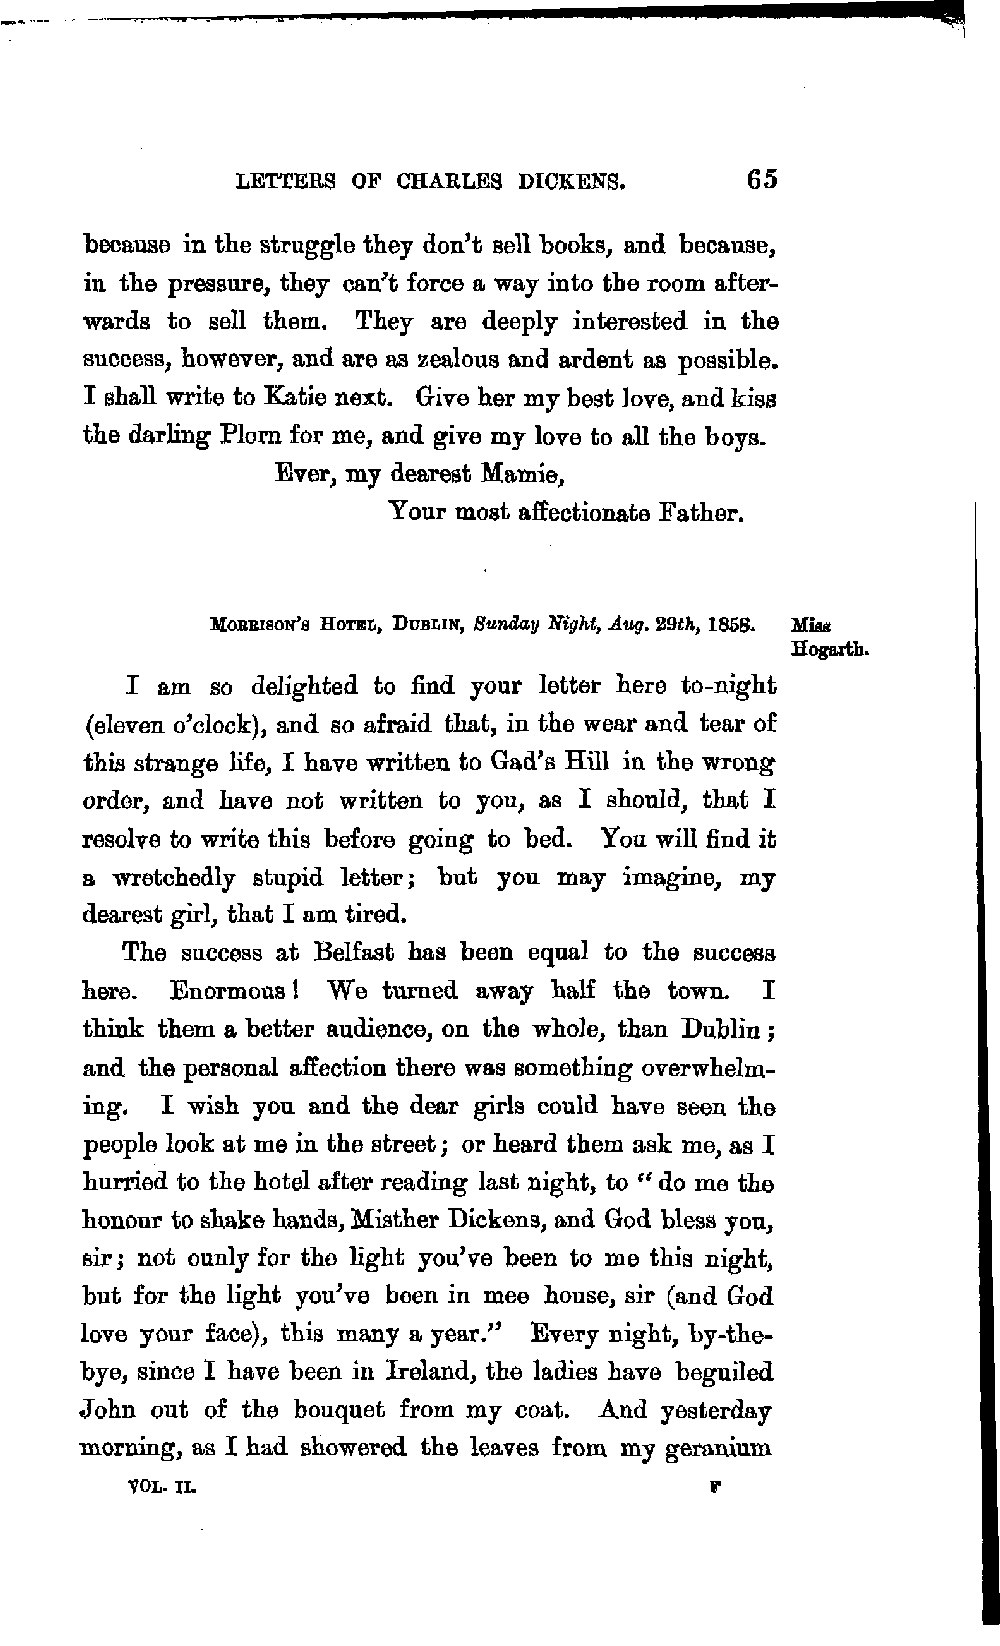 LETTERS OF CHARLES DICKENS. 65
because in the struggle they don't sell books, and because,
in the pressure, they can't force a way into the room after-
wards to sell them. They are deeply interested in the
success, however, and are as zealous and ardent as possible.
I shall write to Katie next. Give her my best love, and kiss
the darling Plorn for me, and give my love to all the boys.
Ever, my dearest Mamie,
Your most affectionate Father.
MORRISON'S HOTEL, DUBLIN, Sunday Night, Aug. 29th, 1858. Miss
Hogarth.
I am so delighted to find your letter here to-night
(eleven o'clock), and so afraid that, in the wear and tear of
this strange life, I have written to Gad's Hill in the wrong
order, and have not written to you, as I should, that I
resolve to write this before going to bed. You will find it
a wretchedly stupid letter; but you may imagine, my
dearest girl, that I am tired.
The success at Belfast has been equal to the success
here. Enormous! We turned away half the town. I
think them a better audience, on the whole, than Dublin;
and the personal affection there was something overwhelm-
ing. I wish you and the dear girls could have seen the
people look at me in the street; or heard them ask me, as I
hurried to the hotel after reading last night, to "do me the
honour to shake hands, Misther Dickens, and God bless you,
sir; not ounly for the light you've been to me this night,
but for the light you've been in mee house, sir (and God
love your face), this many a year." Every night, by-the-
bye, since I have been in Ireland, the ladies have beguiled
John out of the bouquet from my coat. And yesterday
morning, as I had showered the leaves from my geranium
VOL. II. F